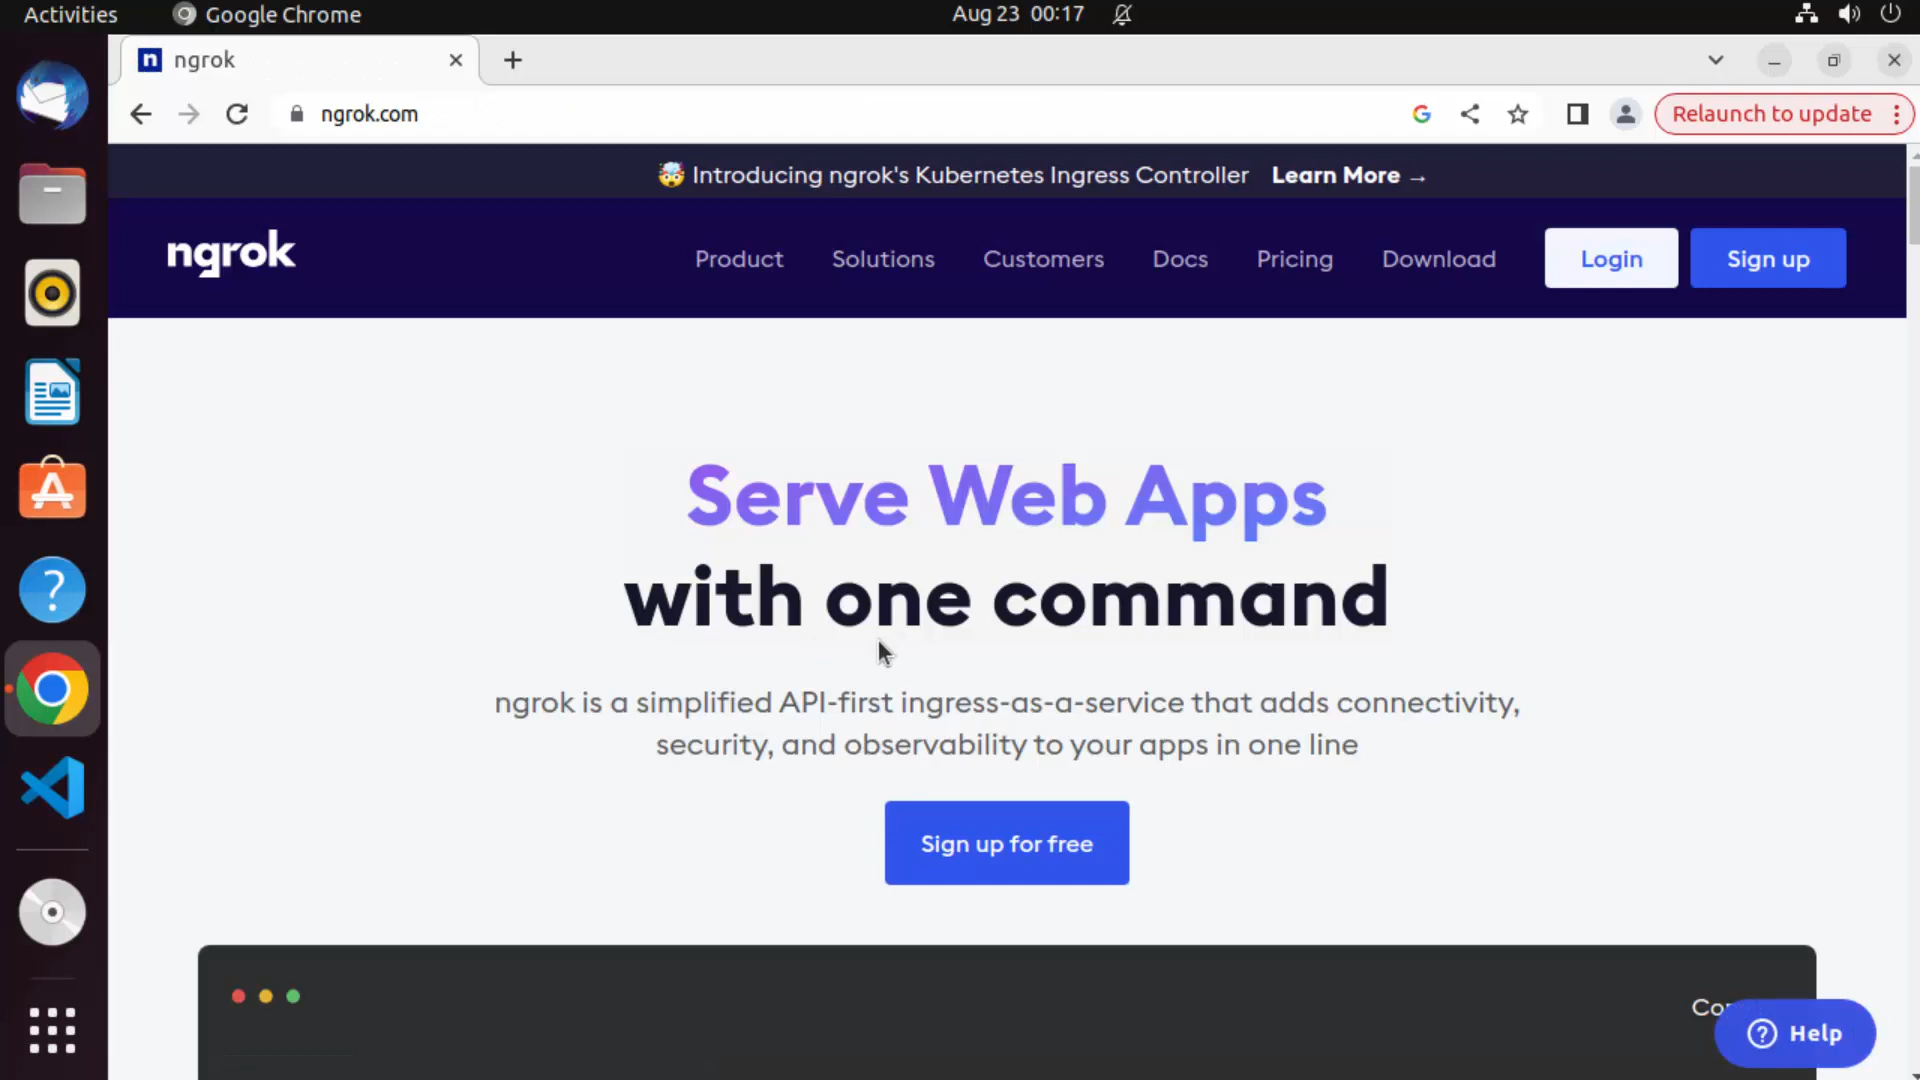 Activities Google Chrome Aug 23 00:17
ngrok
ngrok.com Relaunch to update
🤯 Introducing ngrok's Kubernetes Ingress Controller Learn More →
ngrok Product Solutions Customers Docs Pricing Download Login Sign up
Serve Web Apps
with one command
ngrok is a simplified API-first ingress-as-a-service that adds connectivity,
security, and observability to your apps in one line
Sign up for free
Help